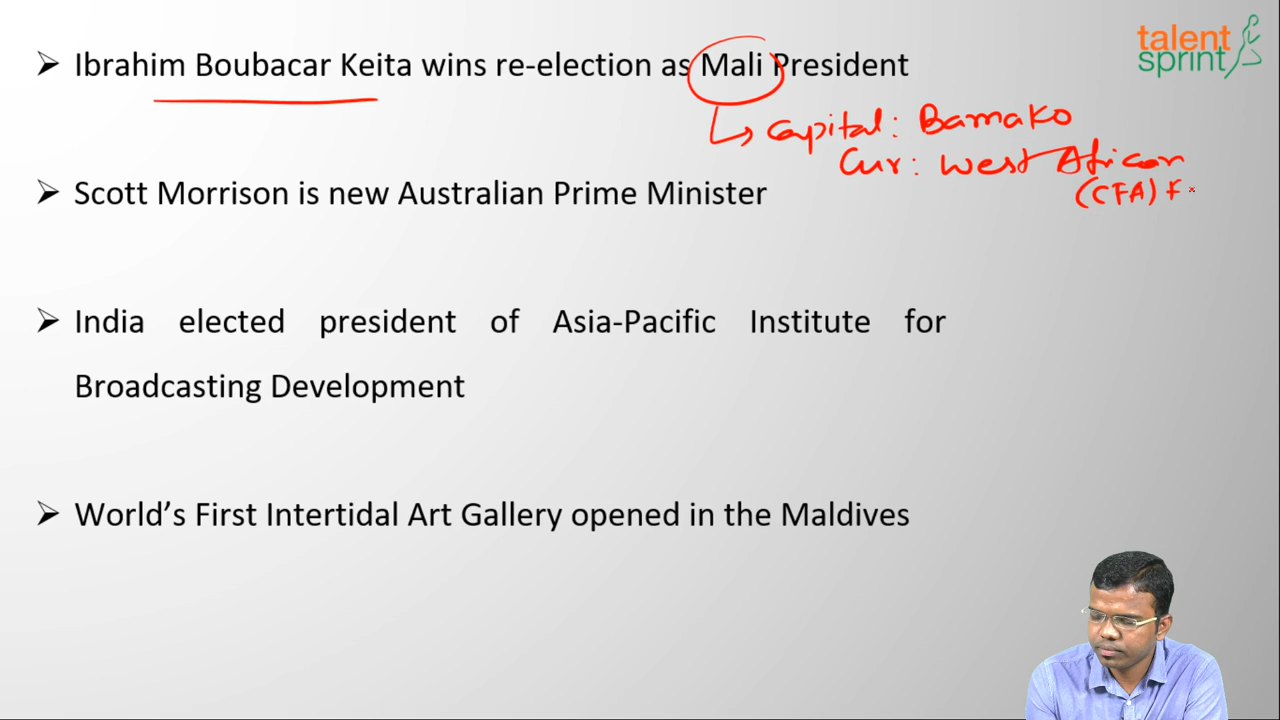 talent
sprint
➢ Ibrahim Boubacar Keita wins re-election as Mali President
Capital: Bamako
Cur: West African
(CFA) F
➢ Scott Morrison is new Australian Prime Minister
➢ India elected president of Asia-Pacific Institute for
Broadcasting Development
➢ World's First Intertidal Art Gallery opened in the Maldives